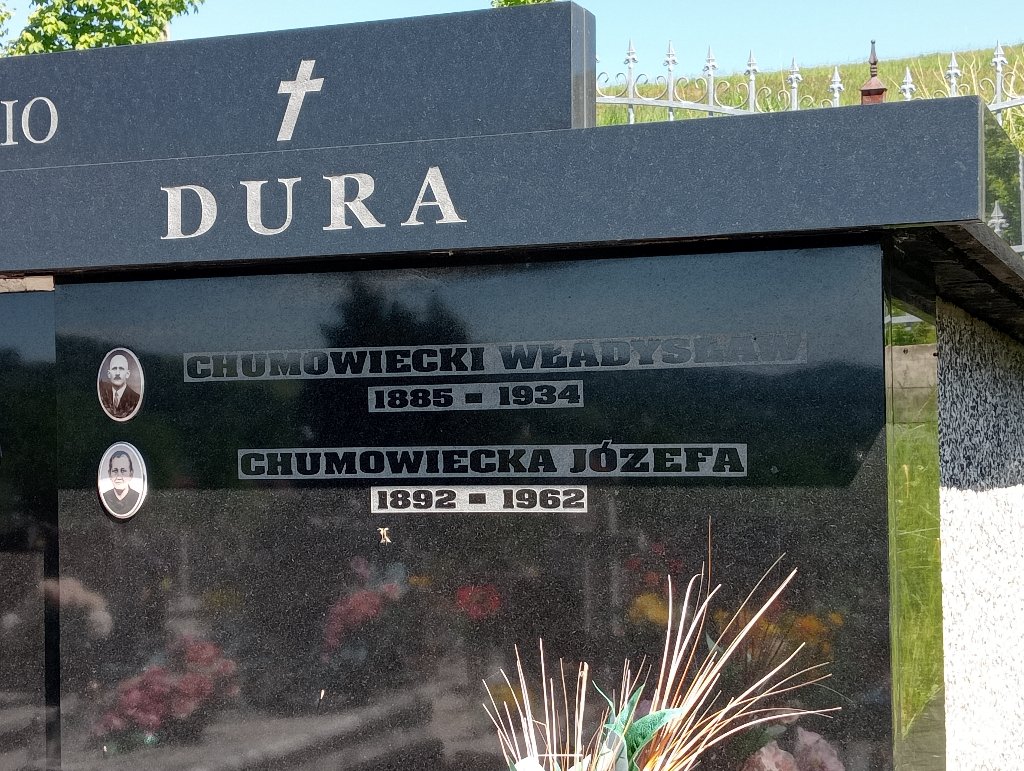 IO
DURA
CHUMOWIECKI WŁADYSŁAW
1885 - 1934
CHUMOWIECKA JÓZEFA
1892 - 1962